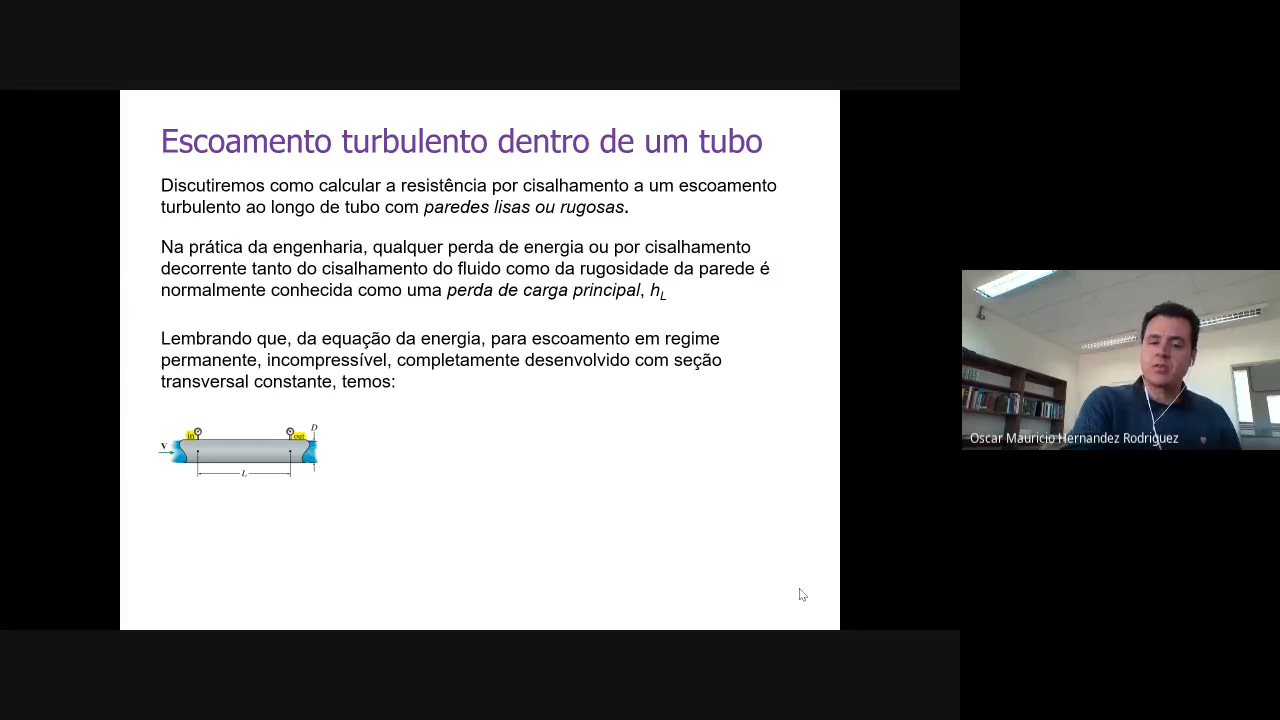 Escoamento turbulento dentro de um tubo
Discutiremos como calcular a resistência por cisalhamento a um escoamento
turbulento ao longo de tubo com paredes lisas ou rugosas.
Na prática da engenharia, qualquer perda de energia ou por cisalhamento
decorrente tanto do cisalhamento do fluido como da rugosidade da parede é
normalmente conhecida como uma perda de carga principal, hL
Lembrando que, da equação da energia, para escoamento em regime
permanente, incompressível, completamente desenvolvido com seção
transversal constante, temos:
in
out
D
V
L
Oscar Mauricio Hernandez Rodriguez